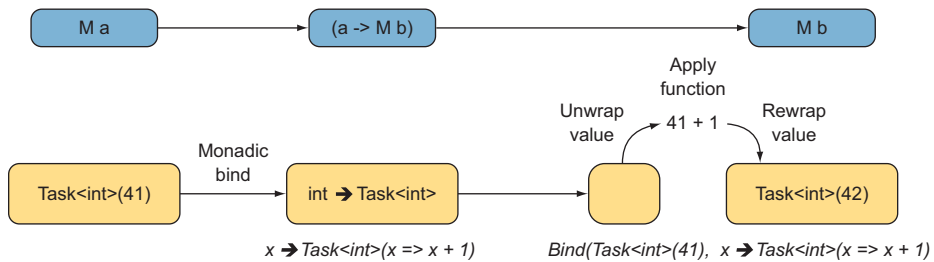 M a
(a -> M b)
M b
Apply
function
Unwrap
value
41 + 1
Rewrap
value
Monadic
bind
Task<int>(41)
int ➔ Task<int>
Task<int>(42)
x ➔ Task<int>(x => x + 1)
Bind(Task<int>(41), x ➔ Task<int>(x => x + 1)